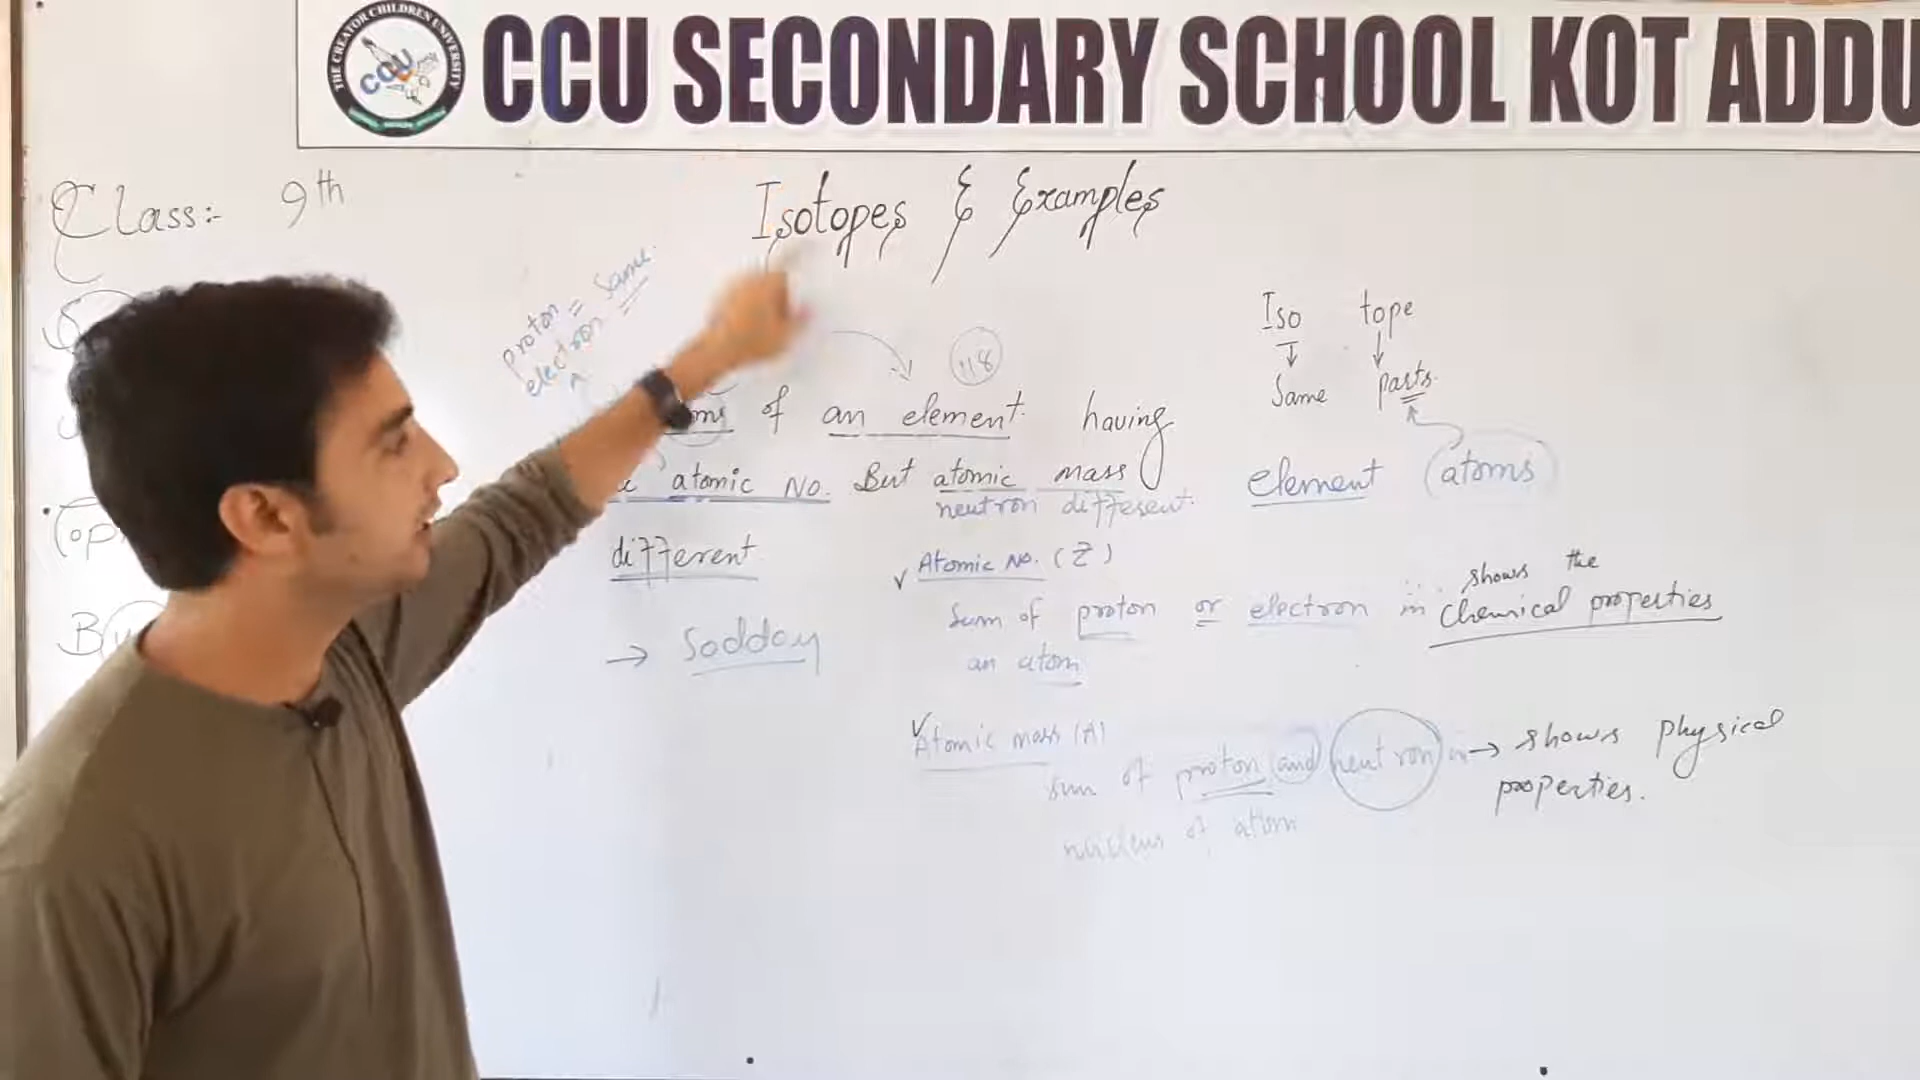 THE CREATOR CHILDREN UNIVERSITY
CCU
CCU SECONDARY SCHOOL KOT ADDU
Class:- 9th
Isotopes & Examples
proton = Same
electron
118
of an element having
atomic No. But atomic mass
neutron different
different
→ Soddoy
Iso tope
Same parts
element (atoms)
✓ Atomic No. (Z)
Sum of proton or electron in
an atom
shows the
chemical properties
✓ Atomic mass (A)
sum of proton and neutron in → shows physical
properties.
nucleus of atom